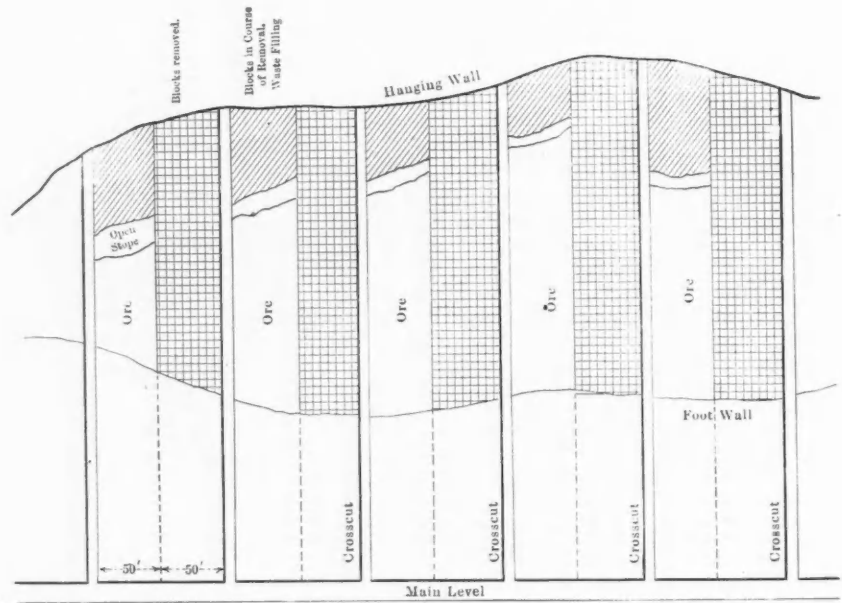 Blocks removed.
Blocks in Course
of Removal.
Waste Filling
Hanging Wall
Open
Stope
Ore
Ore
Ore
Ore
Ore
Foot Wall
Crosscut
Crosscut
Crosscut
Crosscut
50'
50'
Main Level